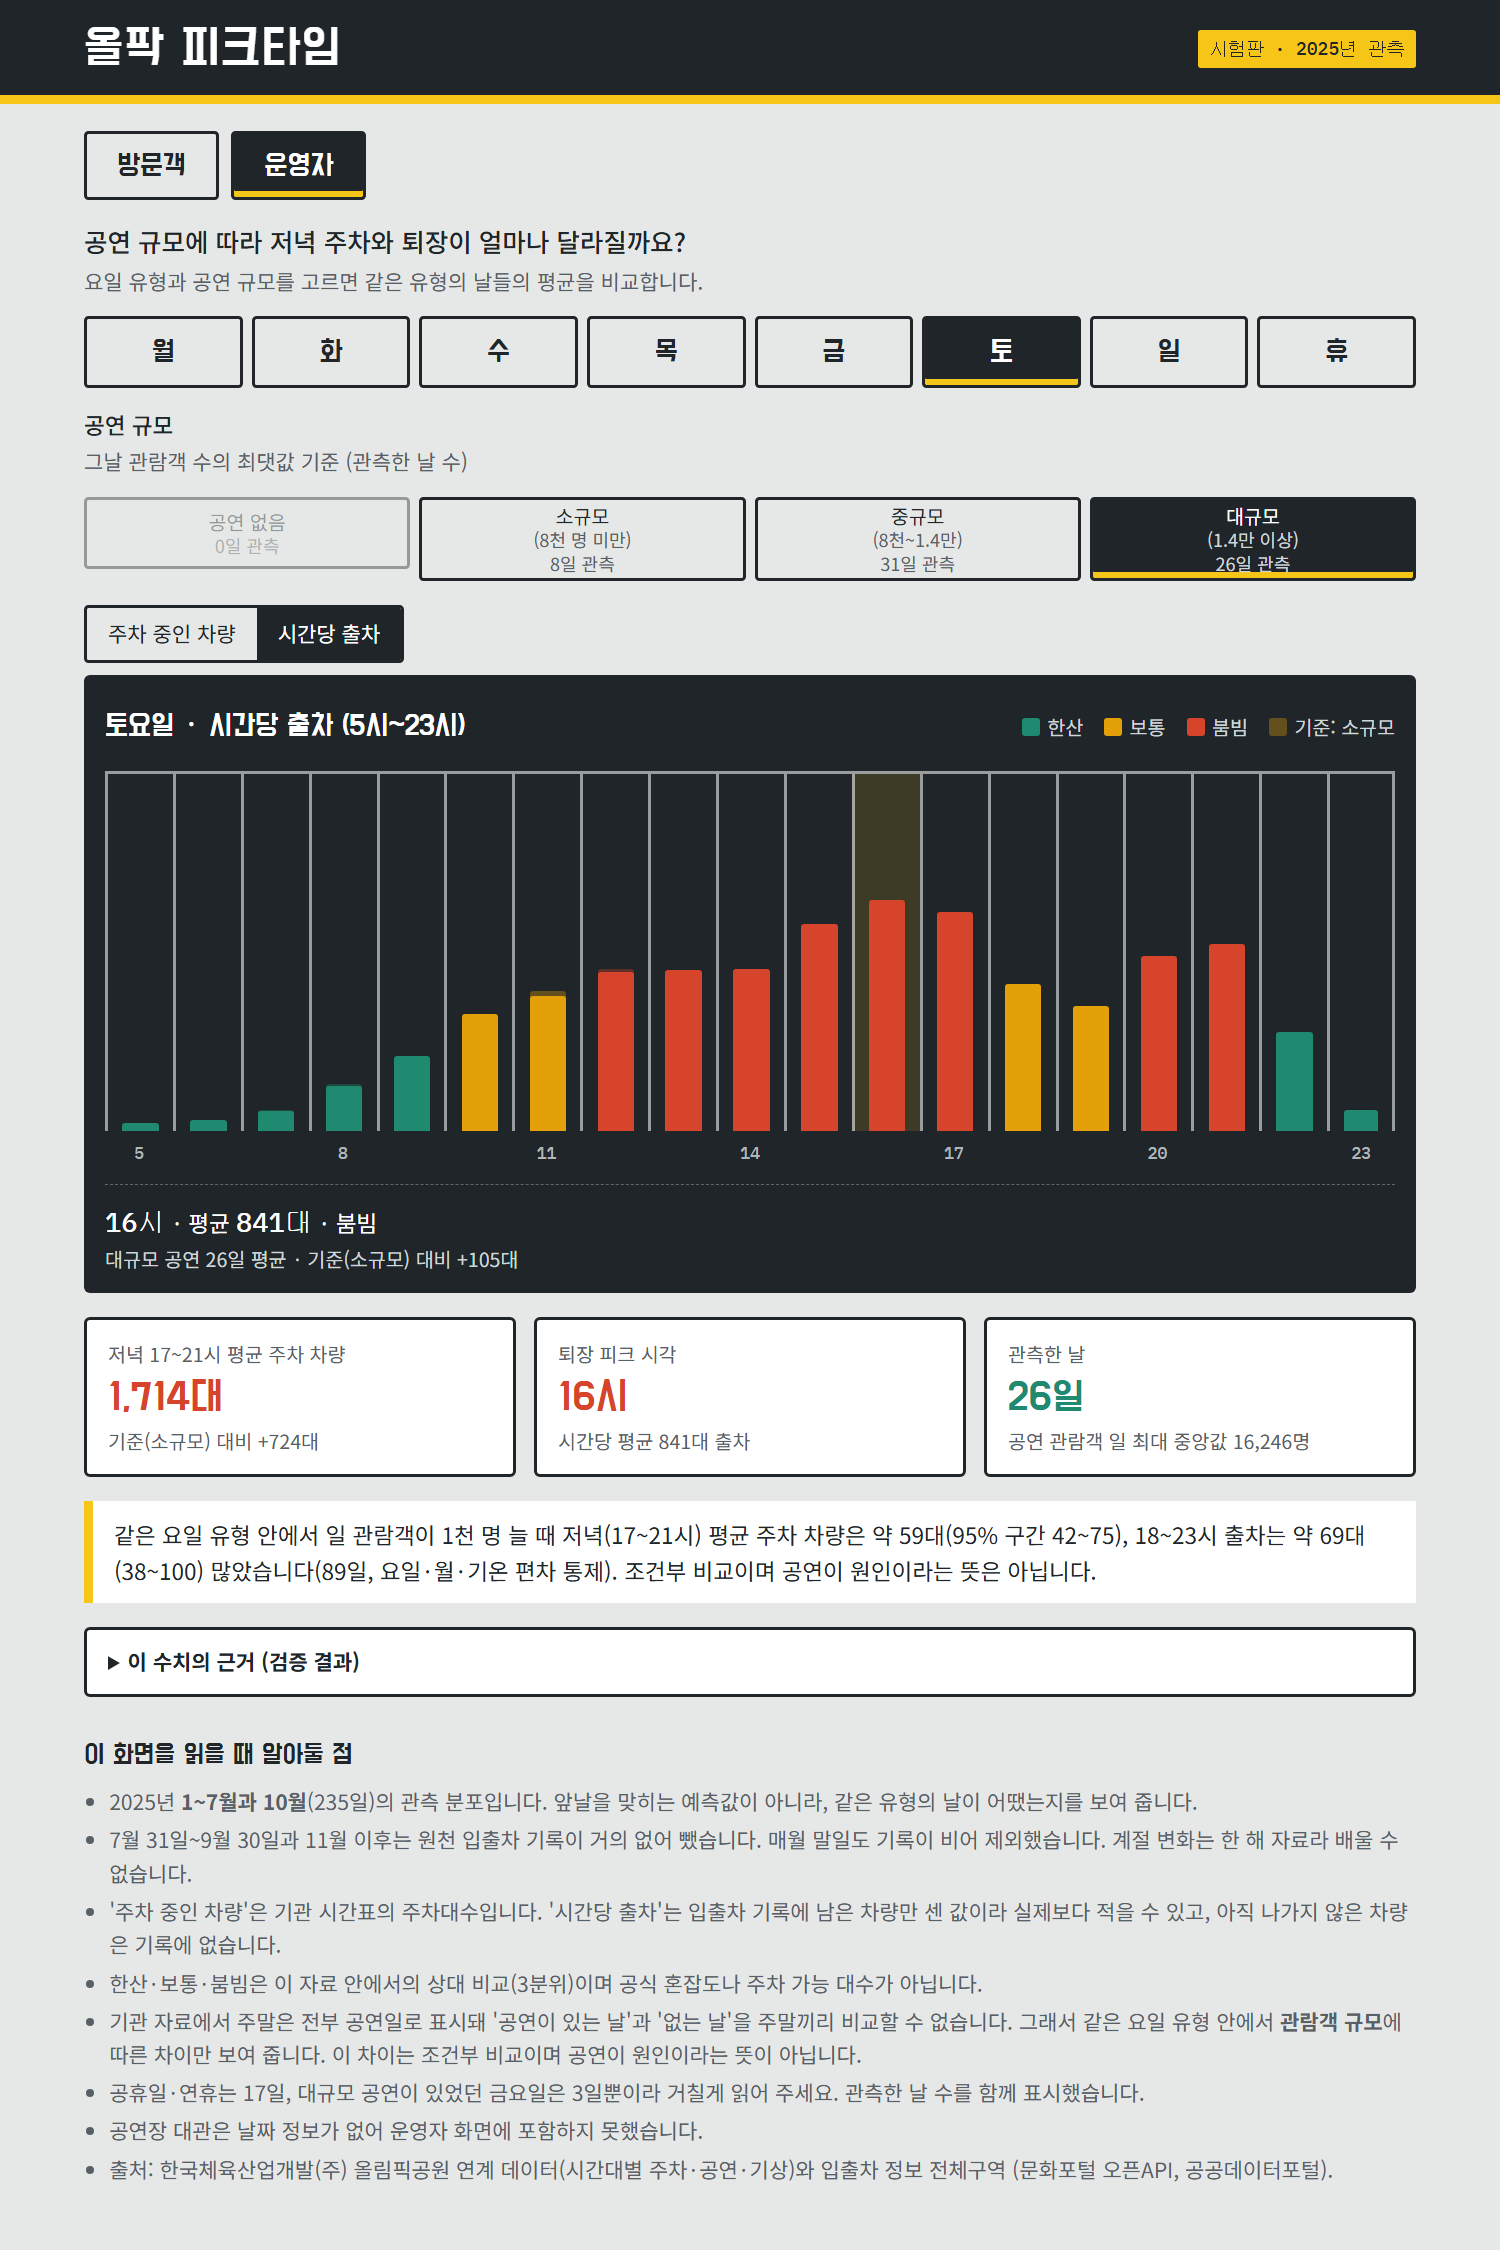 올팍 피크타임
시험판 · 2025년 관측
방문객
운영자
공연 규모에 따라 저녁 주차와 퇴장이 얼마나 달라질까요?
요일 유형과 공연 규모를 고르면 같은 유형의 날들의 평균을 비교합니다.
월
화
수
목
금
토
일
휴
공연 규모
그날 관람객 수의 최댓값 기준 (관측한 날 수)
공연 없음
0일 관측
소규모
(8천 명 미만)
8일 관측
중규모
(8천~1.4만)
31일 관측
대규모
(1.4만 이상)
26일 관측
주차 중인 차량
시간당 출차
토요일 · 시간당 출차 (5시~23시)
한산
보통
붐빔
기준: 소규모
5
8
11
14
17
20
23
16시 · 평균 841대 · 붐빔
대규모 공연 26일 평균 · 기준(소규모) 대비 +105대
저녁 17~21시 평균 주차 차량
1,714대
기준(소규모) 대비 +724대
퇴장 피크 시각
16시
시간당 평균 841대 출차
관측한 날
26일
공연 관람객 일 최대 중앙값 16,246명
같은 요일 유형 안에서 일 관람객이 1천 명 늘 때 저녁(17~21시) 평균 주차 차량은 약 59대(95% 구간 42~75), 18~23시 출차는 약 69대
(38~100) 많았습니다(89일, 요일·월·기온 편차 통제). 조건부 비교이며 공연이 원인이라는 뜻은 아닙니다.
▶ 이 수치의 근거 (검증 결과)
이 화면을 읽을 때 알아둘 점
• 2025년 1~7월과 10월(235일)의 관측 분포입니다. 앞날을 맞히는 예측값이 아니라, 같은 유형의 날이 어땠는지를 보여 줍니다.
• 7월 31일~9월 30일과 11월 이후는 원천 입출차 기록이 거의 없어 뺐습니다. 매월 말일도 기록이 비어 제외했습니다. 계절 변화는 한 해 자료라 배울 수
없습니다.
• '주차 중인 차량'은 기관 시간표의 주차대수입니다. '시간당 출차'는 입출차 기록에 남은 차량만 센 값이라 실제보다 적을 수 있고, 아직 나가지 않은 차량
은 기록에 없습니다.
• 한산·보통·붐빔은 이 자료 안에서의 상대 비교(3분위)이며 공식 혼잡도나 주차 가능 대수가 아닙니다.
• 기관 자료에서 주말은 전부 공연일로 표시돼 '공연이 있는 날'과 '없는 날'을 주말끼리 비교할 수 없습니다. 그래서 같은 요일 유형 안에서 관람객 규모에
따른 차이만 보여 줍니다. 이 차이는 조건부 비교이며 공연이 원인이라는 뜻이 아닙니다.
• 공휴일·연휴는 17일, 대규모 공연이 있었던 금요일은 3일뿐이라 거칠게 읽어 주세요. 관측한 날 수를 함께 표시했습니다.
• 공연장 대관은 날짜 정보가 없어 운영자 화면에 포함하지 못했습니다.
• 출처: 한국체육산업개발(주) 올림픽공원 연계 데이터(시간대별 주차·공연·기상)와 입출차 정보 전체구역 (문화포털 오픈API, 공공데이터포털).